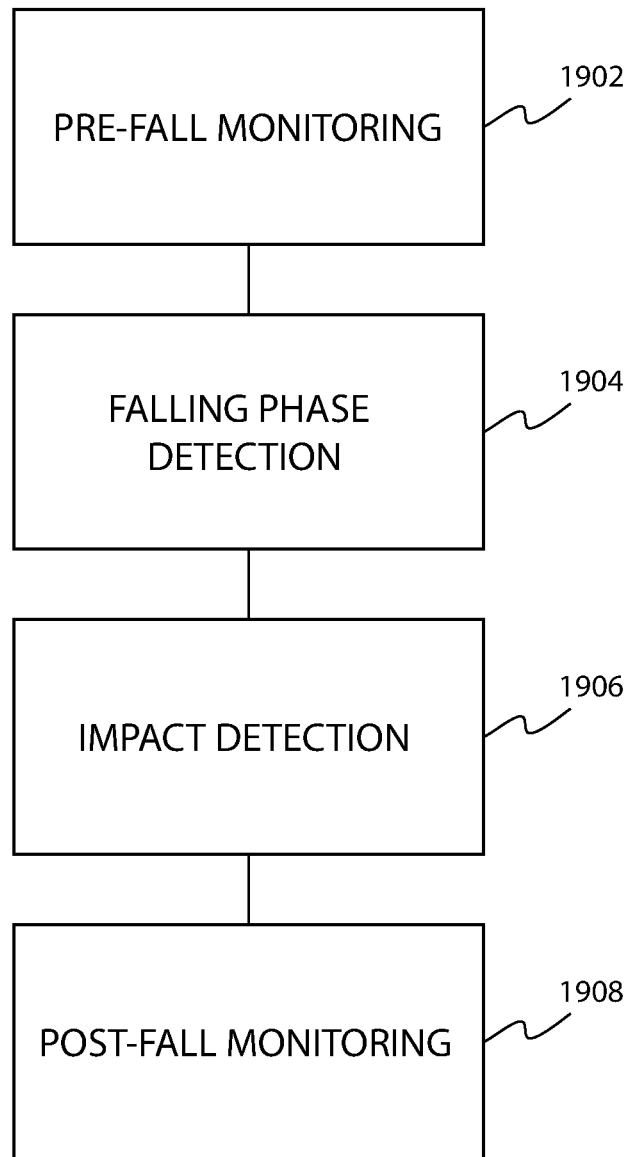 PRE-FALL MONITORING
1902
FALLING PHASE
DETECTION
1904
IMPACT DETECTION
1906
POST-FALL MONITORING
1908